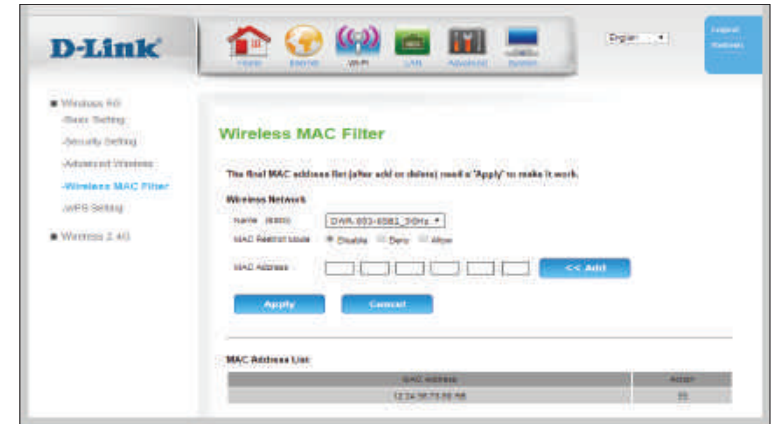 D-Link
Home Internet Wi-Fi LAN Advanced System
English
Logout
■ Wireless 5G
-Basic Setting
-Security Setting
-Advanced Wireless
-Wireless MAC Filter
-WPS Setting
■ Wireless 2.4G
Wireless MAC Filter
The final MAC address list (after add or delete) need a 'Apply' to make it work.
Wireless Network
Name (SSID)
MAC Restrict Mode Disable Deny Allow
MAC Address << Add
Apply Cancel
MAC Address List:
MAC Address Action